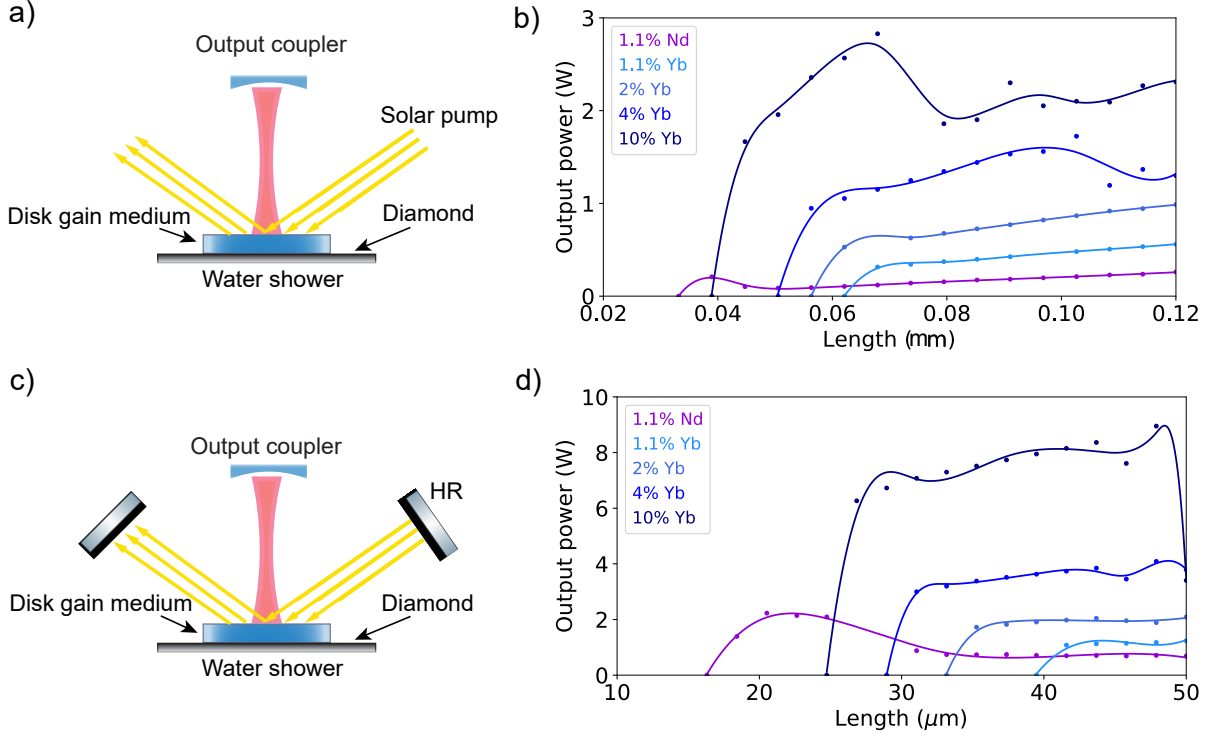 a)
Output coupler
Solar pump
Disk gain medium
Diamond
Water shower
b)
Output power (W)
3
2
1
0
1.1% Nd
1.1% Yb
2% Yb
4% Yb
10% Yb
0.02 0.04 0.06 0.08 0.10 0.12
Length (mm)
c)
Output coupler
HR
Disk gain medium
Diamond
Water shower
d)
Output power (W)
10
8
6
4
2
0
1.1% Nd
1.1% Yb
2% Yb
4% Yb
10% Yb
10 20 30 40 50
Length (μm)